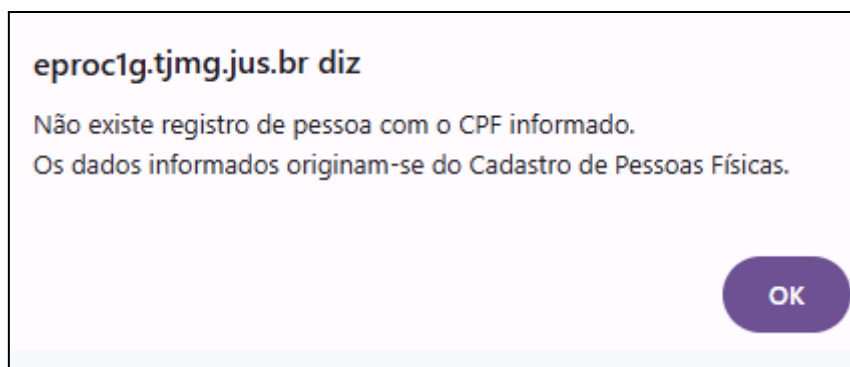 eproc1g.tjmg.jus.br diz
Não existe registro de pessoa com o CPF informado.
Os dados informados originam-se do Cadastro de Pessoas Físicas.
OK